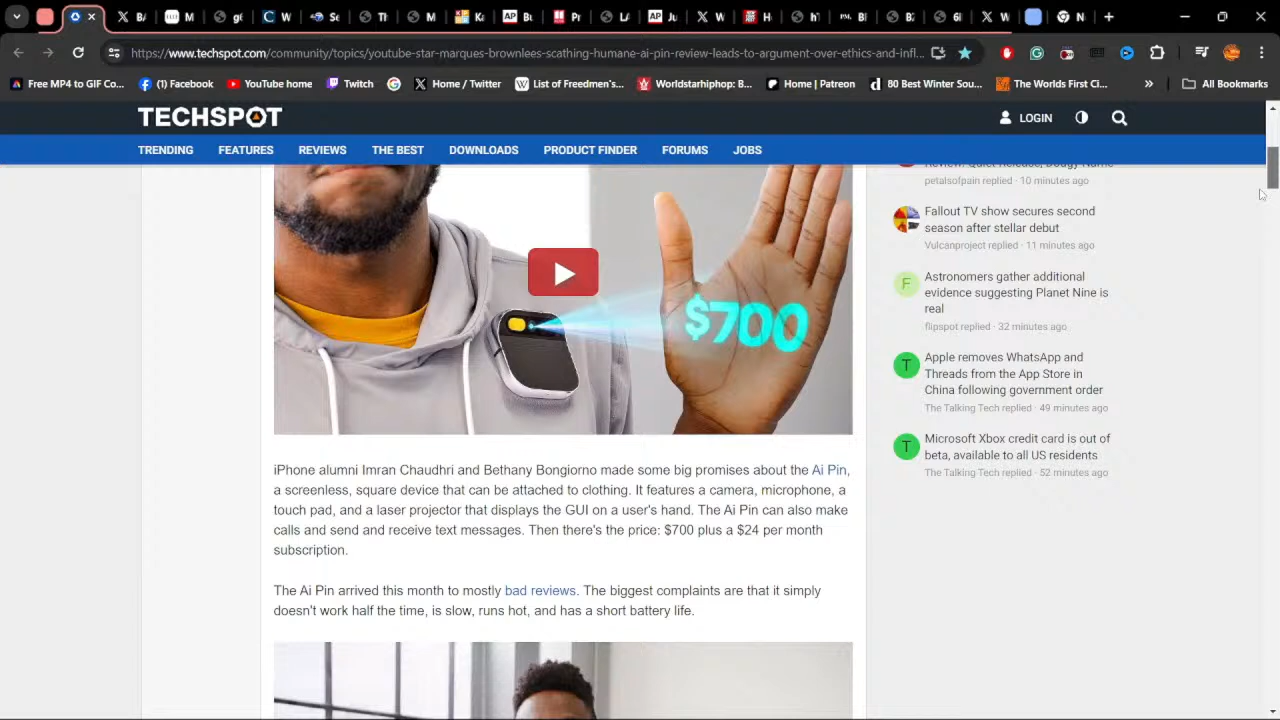 https://www.techspot.com/community/topics/youtube-star-marques-brownlees-scathing-humane-ai-pin-review-leads-to-argument-over-ethics-and-infl...
Free MP4 to GIF Co...
(1) Facebook
YouTube home
Twitch
Home / Twitter
List of Freedmen's...
Worldstarhiphop: B...
Home | Patreon
80 Best Winter Sou...
The Worlds First Cl...
»
All Bookmarks
TECHSPOT
LOGIN
TRENDING
FEATURES
REVIEWS
THE BEST
DOWNLOADS
PRODUCT FINDER
FORUMS
JOBS
$700
iPhone alumni Imran Chaudhri and Bethany Bongiorno made some big promises about the Ai Pin,
a screenless, square device that can be attached to clothing. It features a camera, microphone, a
touch pad, and a laser projector that displays the GUI on a user's hand. The Ai Pin can also make
calls and send and receive text messages. Then there's the price: $700 plus a $24 per month
subscription.
The Ai Pin arrived this month to mostly bad reviews. The biggest complaints are that it simply
doesn't work half the time, is slow, runs hot, and has a short battery life.
petalsofpain replied · 10 minutes ago
Fallout TV show secures second
season after stellar debut
Vulcanproject replied · 11 minutes ago
F
Astronomers gather additional
evidence suggesting Planet Nine is
real
flipspot replied · 32 minutes ago
T
Apple removes WhatsApp and
Threads from the App Store in
China following government order
The Talking Tech replied · 49 minutes ago
T
Microsoft Xbox credit card is out of
beta, available to all US residents
The Talking Tech replied · 52 minutes ago